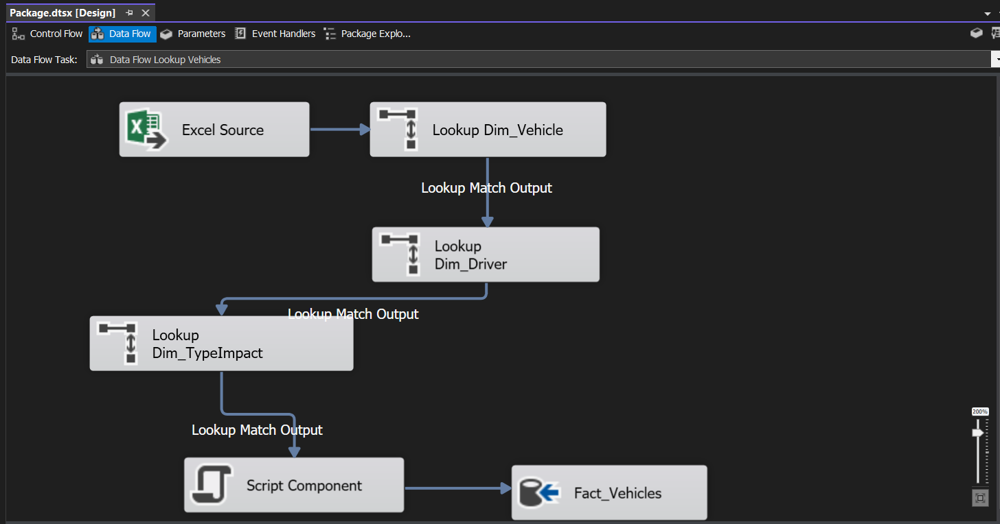 Package.dtsx [Design]
Control Flow
Data Flow
Parameters
Event Handlers
Package Explo...
Data Flow Task:
Data Flow Lookup Vehicles
Excel Source
Lookup Dim_Vehicle
Lookup Match Output
Lookup
Dim_Driver
Lookup Match Output
Lookup
Dim_TypeImpact
200%
Lookup Match Output
Script Component
Fact_Vehicles